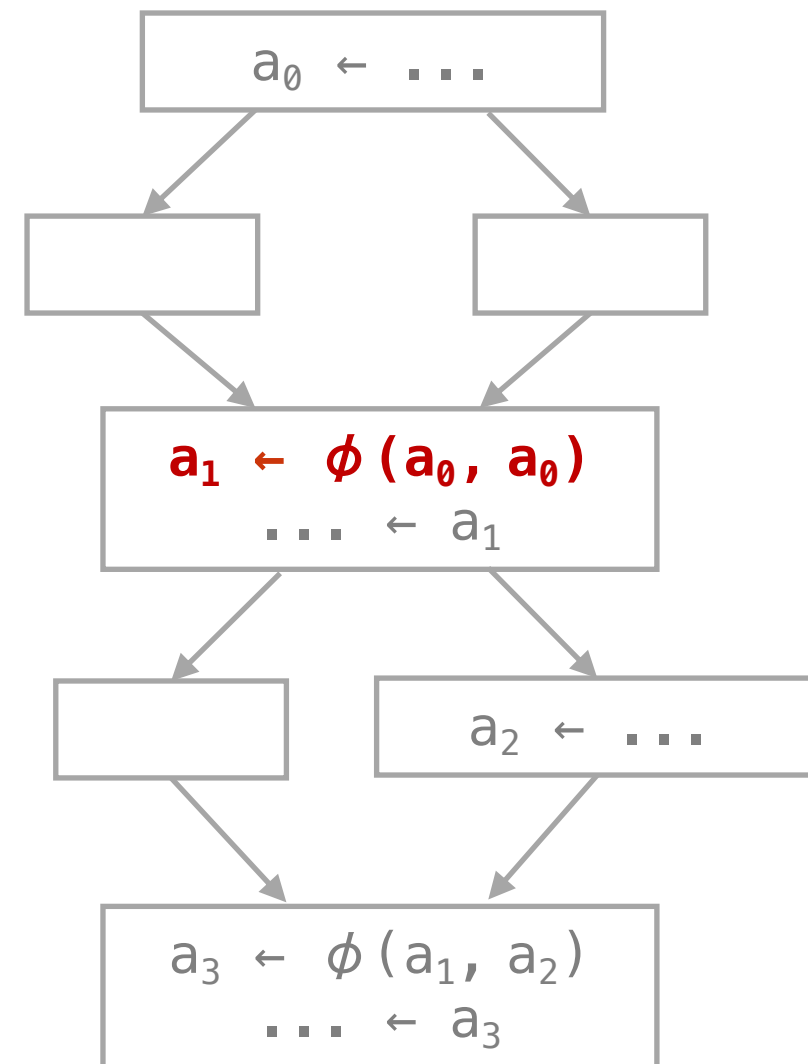 a₀ ← ...
a₁ ← ϕ(a₀, a₀)
... ← a₁
a₂ ← ...
a₃ ← ϕ(a₁, a₂)
... ← a₃